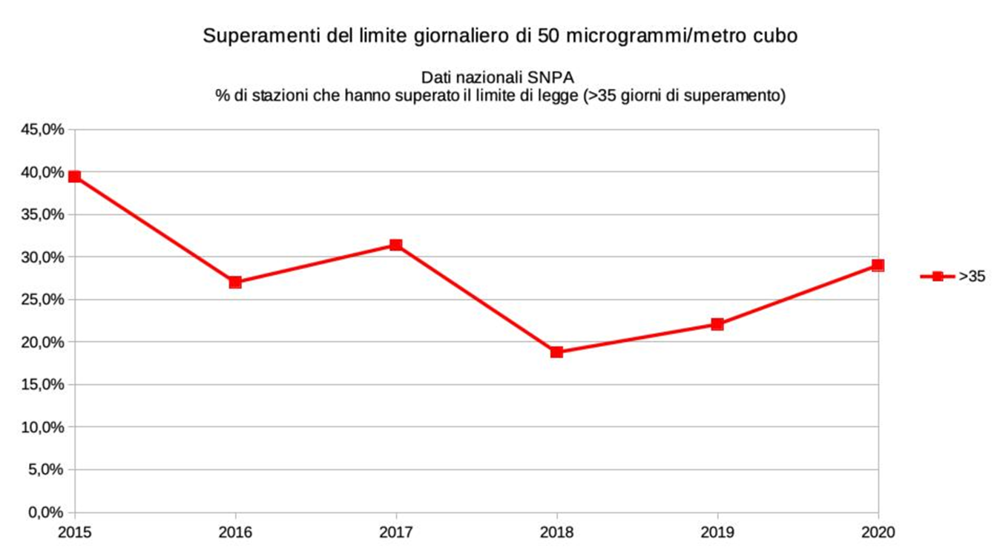 Superamenti del limite giornaliero di 50 microgrammi/metro cubo
Dati nazionali SNPA
% di stazioni che hanno superato il limite di legge (>35 giorni di superamento)
45,0%
40,0%
35,0%
30,0%
25,0%
20,0%
15,0%
10,0%
5,0%
0,0%
2015 2016 2017 2018 2019 2020
>35